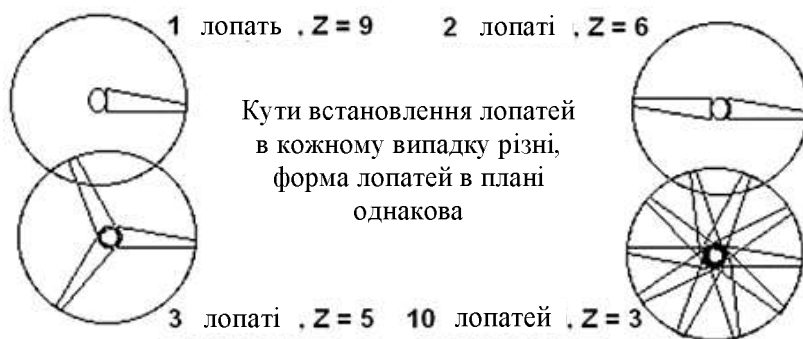 1 лопать , Z = 9
2 лопаті , Z = 6
Кути встановлення лопатей
в кожному випадку різні,
форма лопатей в плані
однакова
3 лопаті , Z = 5
10 лопатей , Z = 3